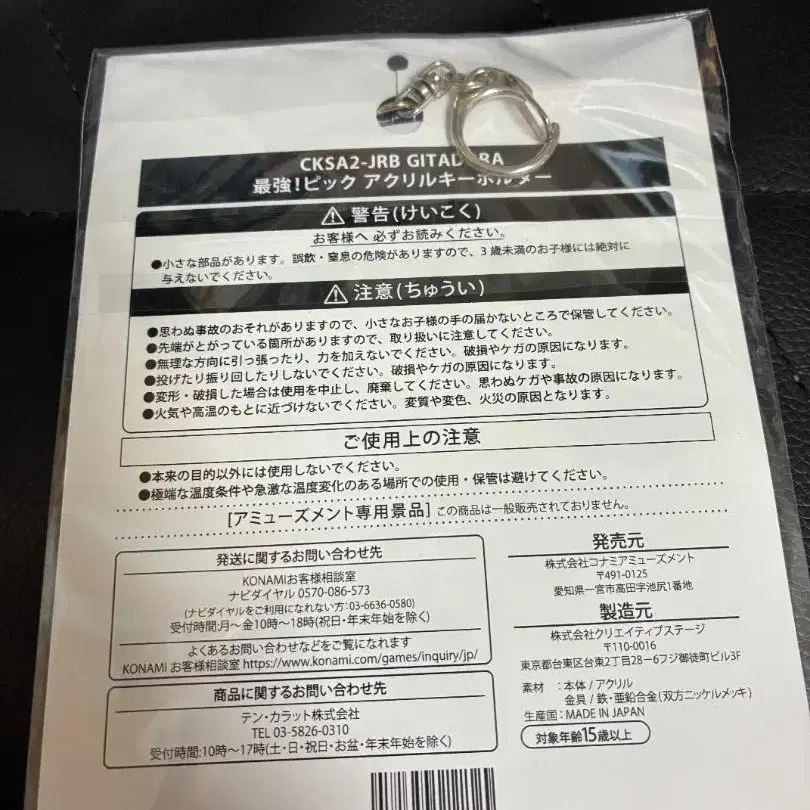 CKSA2-JRB GITADORA
最強!ピック アクリルキーホルダー
⚠ 警告(けいこく)
お客様へ 必ずお読みください。
●小さな部品があります。誤飲・窒息の危険がありますので、3歳未満のお子様には絶対に
与えないでください。
⚠ 注意(ちゅうい)
●思わぬ事故のおそれがありますので、小さなお子様の手の届かないところで保管してください。
●先端がとがっている箇所がありますので、取り扱いに注意してください。
●無理な方向に引っ張ったり、力を加えないでください。破損やケガの原因になります。
●投げたり振り回したりしないでください。破損やケガの原因になります。
●変形・破損した場合は使用を中止し、廃棄してください。思わぬケガや事故の原因になります。
●火気や高温のもとに近づけないでください。変質や変色、火災の原因となります。
ご使用上の注意
●本来の目的以外には使用しないでください。
●極端な温度条件や急激な温度変化のある場所での使用・保管は避けてください。
[アミューズメント専用景品] この商品は一般販売されておりません。
発送に関するお問い合わせ先
KONAMIお客様相談室
ナビダイヤル 0570-086-573
(ナビダイヤルをご利用になれない方:03-6636-0580)
受付時間:月~金10時~18時(祝日・年末年始を除く)
よくあるお問い合わせなどをご覧になれます
KONAMI お客様相談室 https://www.konami.com/games/inquiry/jp/
商品に関するお問い合わせ先
テン・カラット株式会社
TEL 03-5826-0310
受付時間:10時~17時(土・日・祝日・お盆・年末年始を除く)
発売元
株式会社コナミアミューズメント
〒491-0125
愛知県一宮市高田字池尻1番地
製造元
株式会社クリエイティブステージ
〒110-0016
東京都台東区台東2丁目28-6フジ御徒町ビル3F
素材 :本体/アクリル
金具/鉄・亜鉛合金(双方ニッケルメッキ)
生産国:MADE IN JAPAN
対象年齢15歳以上